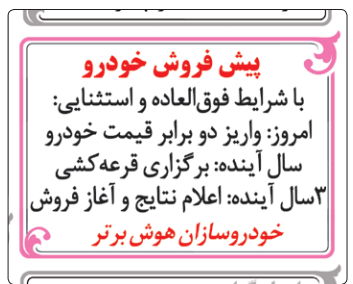 پیش فروش خودرو
با شرایط فوق‌العاده و استثنایی:
امروز: واریز دو برابر قیمت خودرو
سال آینده: برگزاری قرعه‌کشی
۳سال آینده: اعلام نتایج و آغاز فروش
خودروسازان هوش برتر